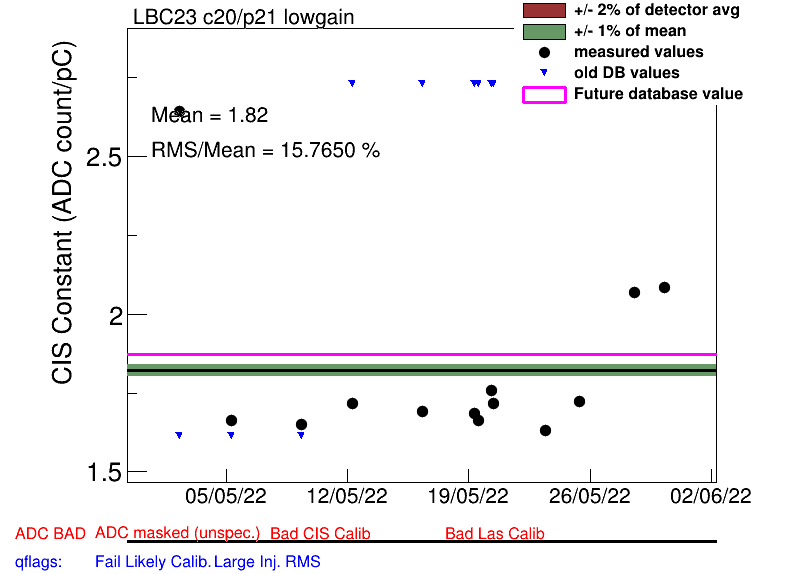 LBC23 c20/p21 lowgain
+/- 2% of detector avg
+/- 1% of mean
measured values
old DB values
Future database value
Mean = 1.82
RMS/Mean = 15.7650 %
CIS Constant (ADC count/pC)
2.5
2
1.5
05/05/22 12/05/22 19/05/22 26/05/22 02/06/22
ADC BAD ADC masked (unspec.) Bad CIS Calib Bad Las Calib
qflags: Fail Likely Calib. Large Inj. RMS